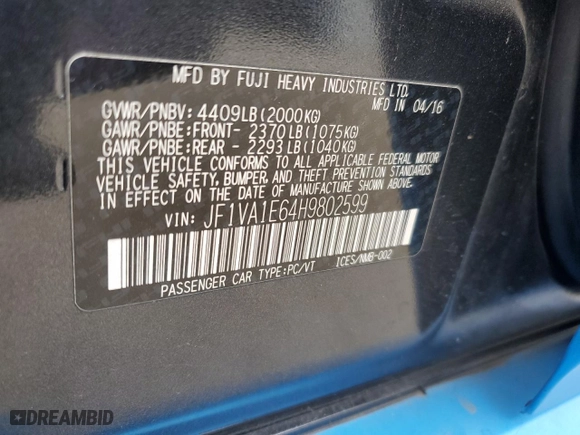 MFD BY FUJI HEAVY INDUSTRIES LTD.
MFD IN 04/16
GVWR/PNBV: 4409LB(2000KG)
GAWR/PNBE:FRONT- 2370LB(1075KG)
GAWR/PNBE:REAR - 2293LB(1040KG)
THIS VEHICLE CONFORMS TO ALL APPLICABLE FEDERAL MOTOR
VEHICLE SAFETY, BUMPER, AND THEFT PREVENTION STANDARDS
IN EFFECT ON THE DATE OF MANUFACTURE SHOWN ABOVE.
VIN: JF1VA1E64H9802599
PASSENGER CAR TYPE:PC/VT ICES/NMB-002
DREAMBID